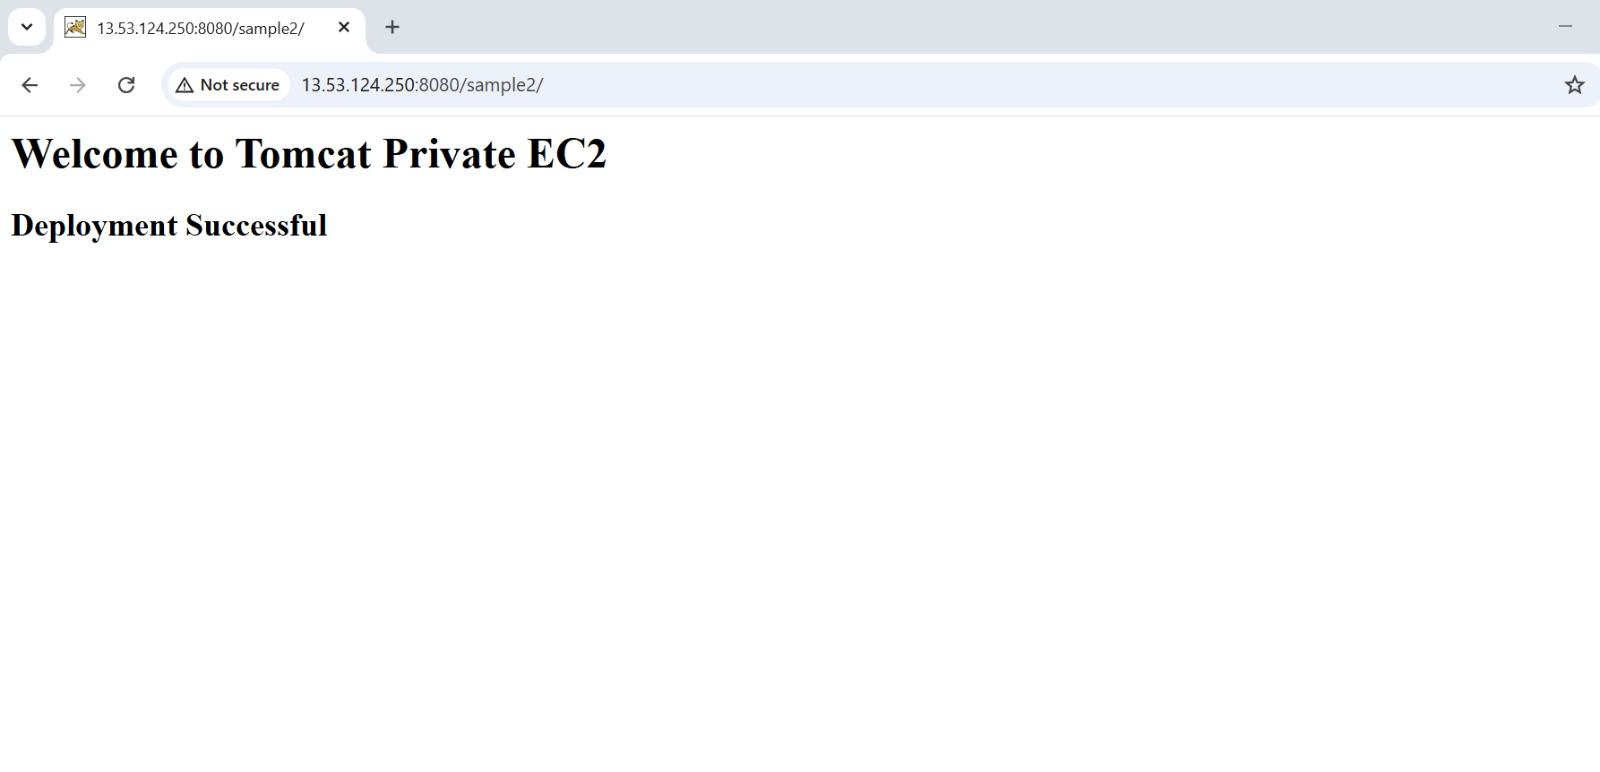 13.53.124.250:8080/sample2/
Not secure
13.53.124.250:8080/sample2/
Welcome to Tomcat Private EC2
Deployment Successful